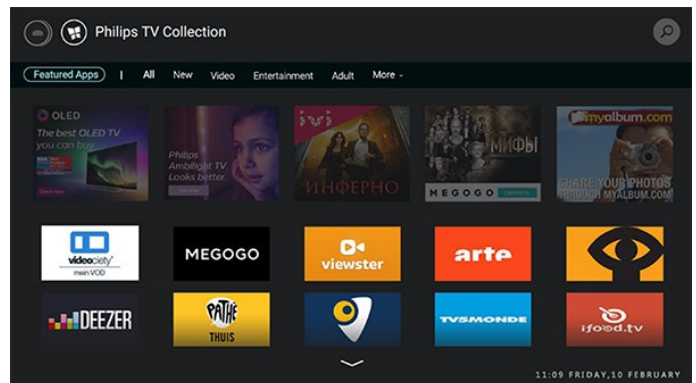 Philips TV Collection
Featured Apps | All New Video Entertainment Adult More
OLED
The best OLED TV
you can buy
Philips
Ambilight TV.
Looks better.
ivi
ИНФЕРНО
МИФЫ
MEGOGO
myalbum.com
SHARE YOUR PHOTOS
THROUGH MYALBUM.COM
videociety
mein VOD
MEGOGO
viewster
arte
DEEZER
PATHÉ
THUIS
TV5MONDE
ifood.tv
11:09 FRIDAY,10 FEBRUARY